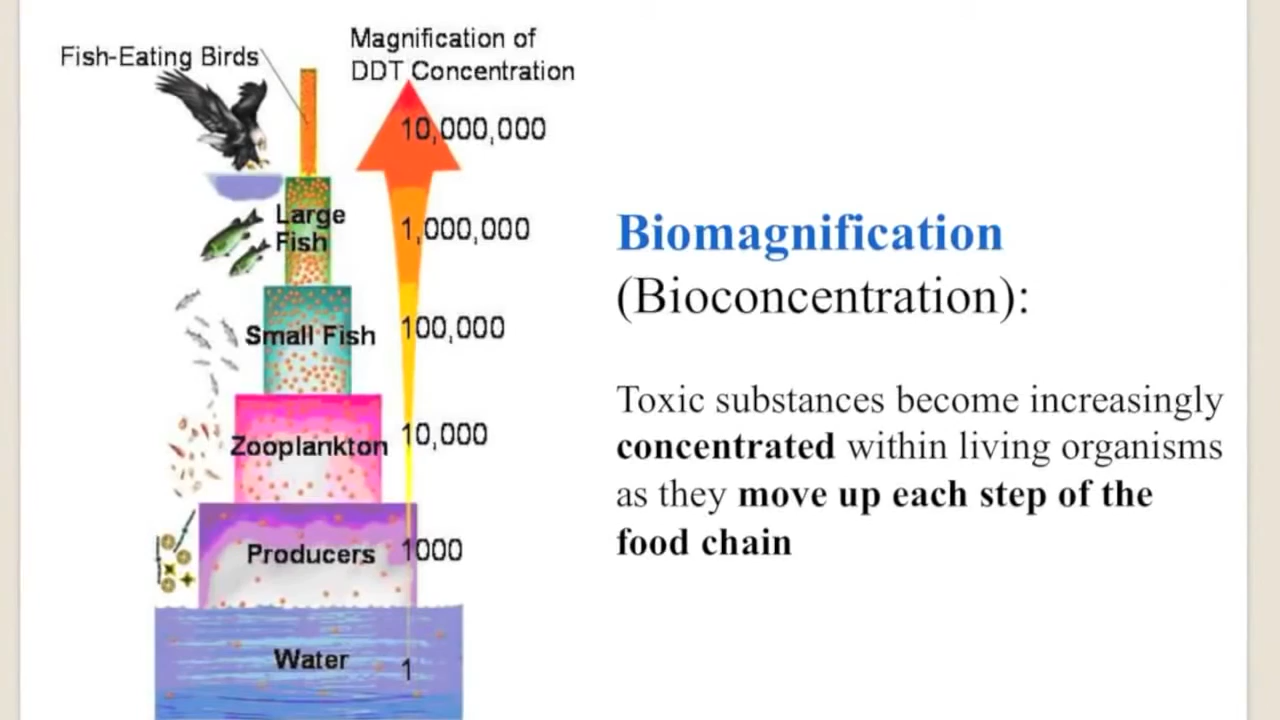 Fish-Eating Birds
Magnification of
DDT Concentration
10,000,000
Large
Fish
1,000,000
Small Fish
100,000
Zooplankton
10,000
Producers
1000
Water
1
Biomagnification
(Bioconcentration):
Toxic substances become increasingly
concentrated within living organisms
as they move up each step of the
food chain